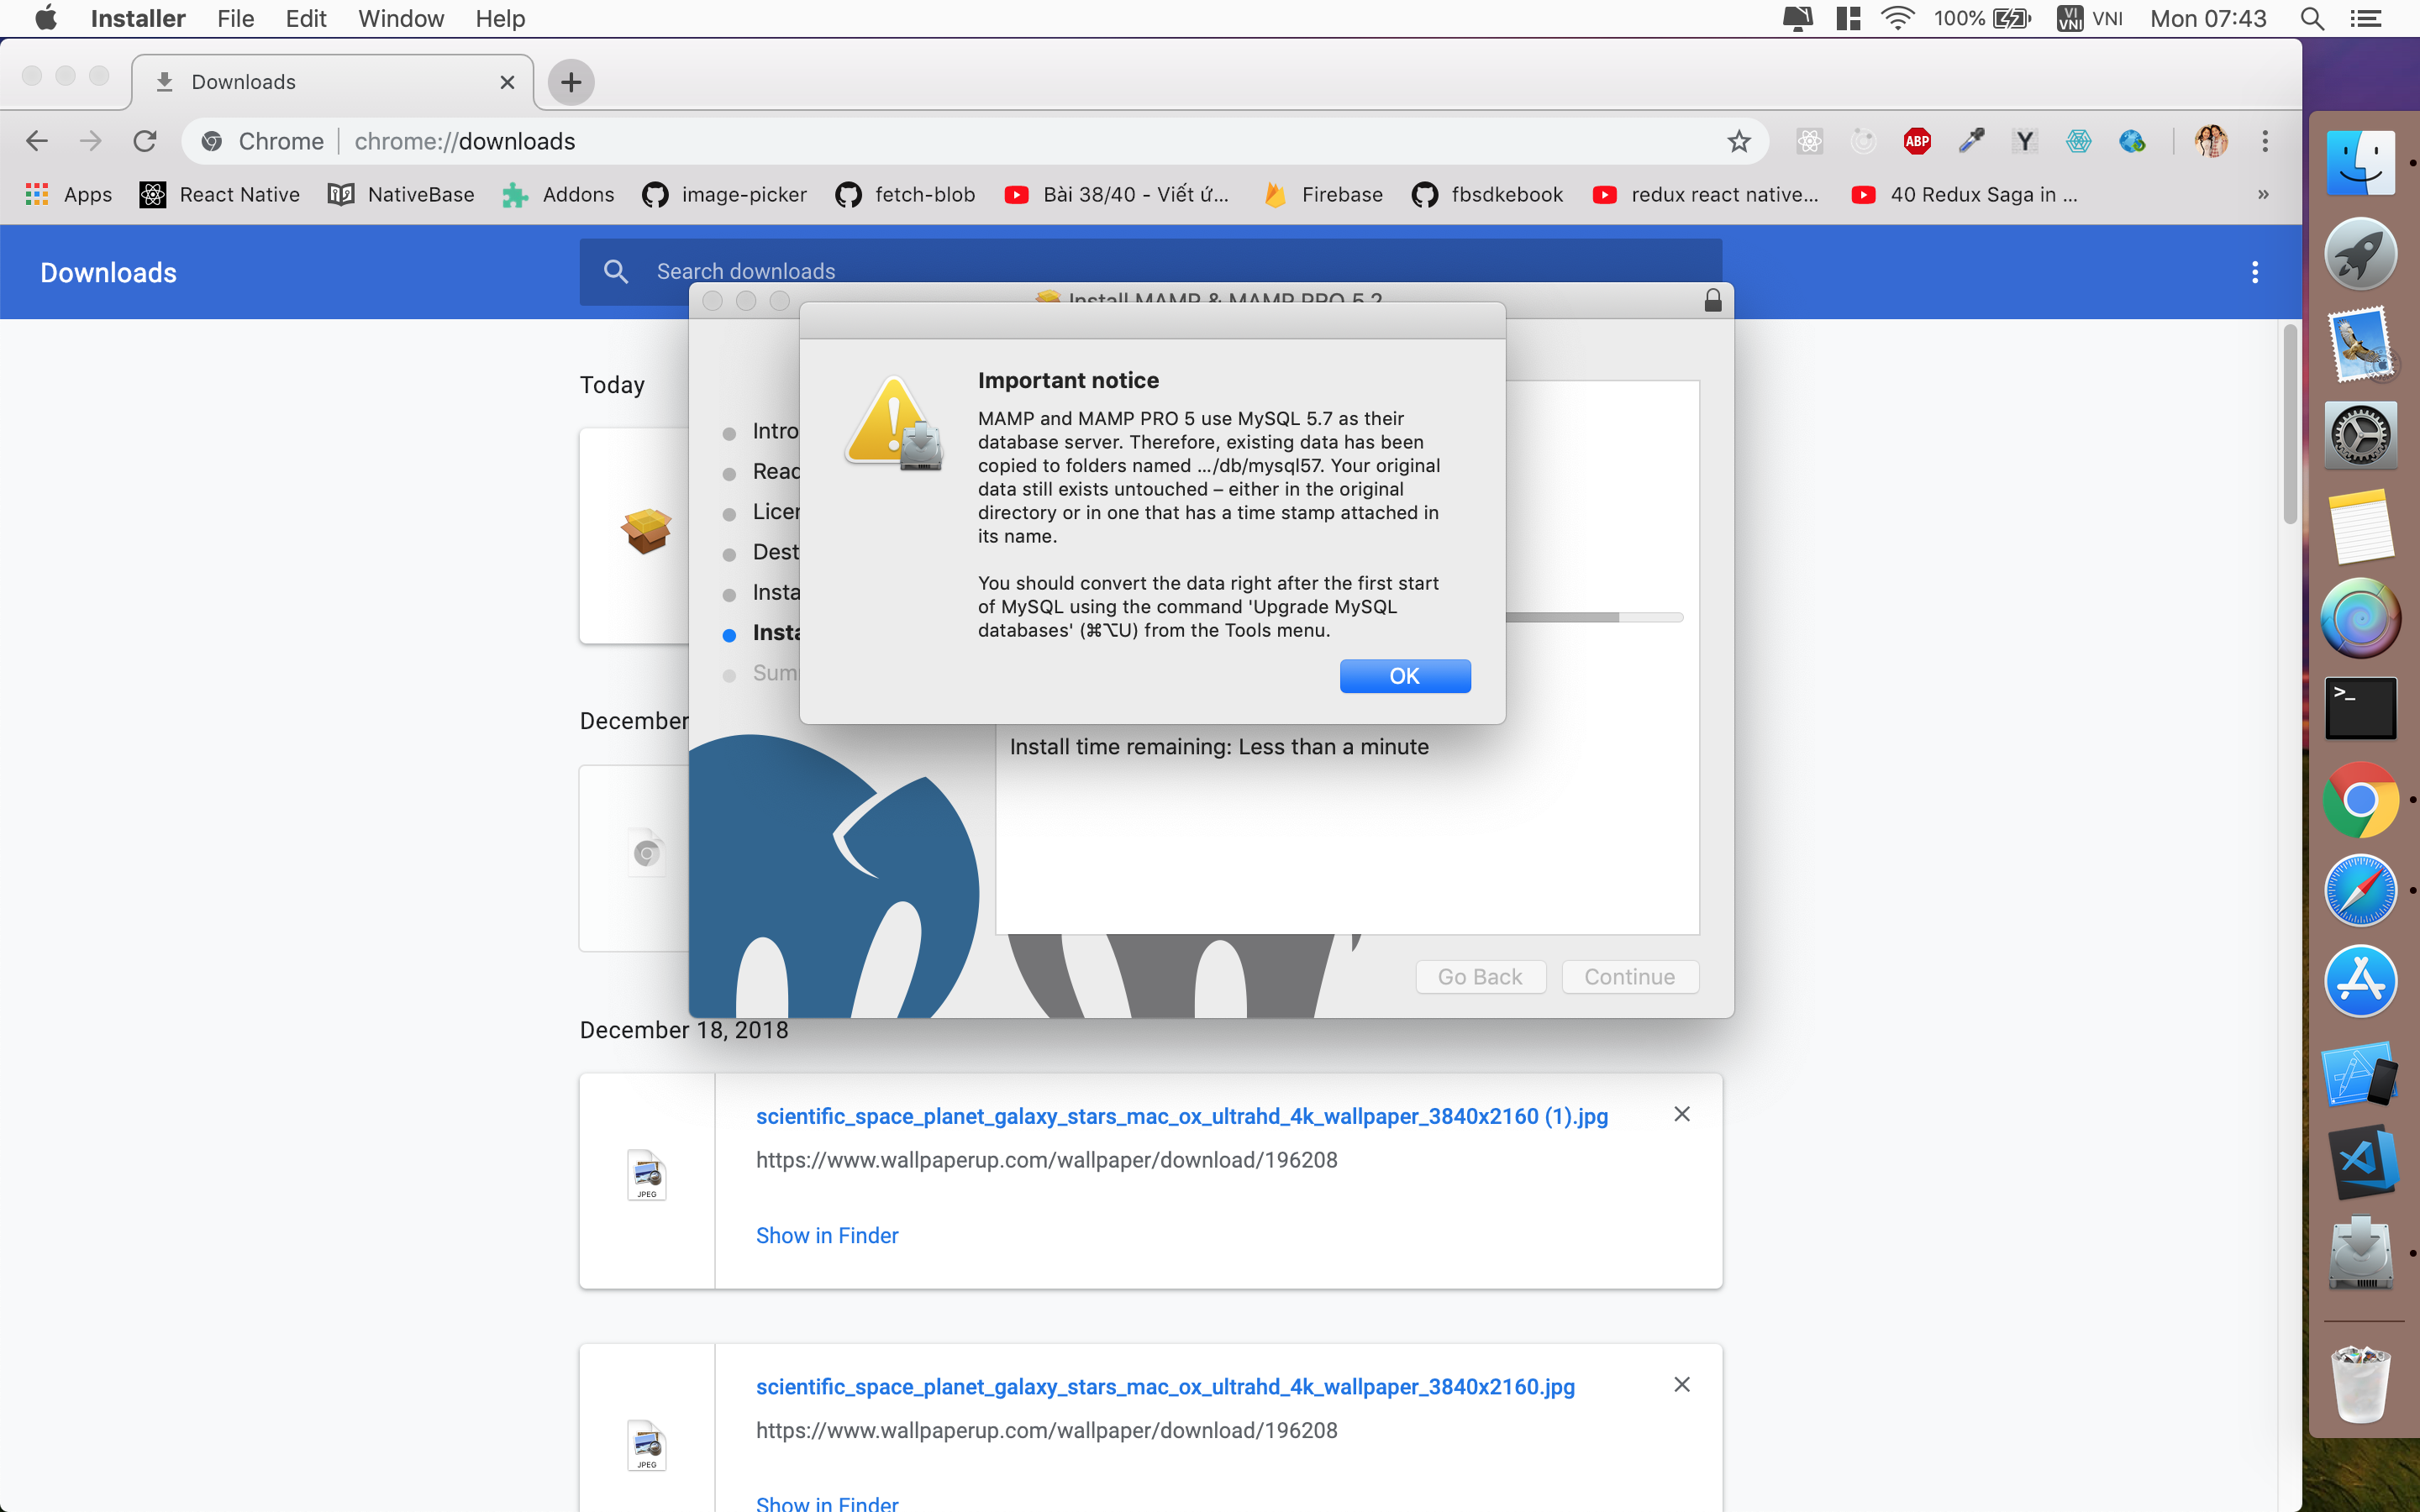 Installer File Edit Window Help 100% VI VNI VNI Mon 07:43
Downloads
Chrome chrome://downloads
ABP Y
Apps React Native NativeBase Addons image-picker fetch-blob Bài 38/40 - Viết ứ... Firebase fbsdkebook redux react native... 40 Redux Saga in ... »
Downloads
Search downloads
Install MAMP & MAMP PRO 5.2
Today
Important notice
MAMP and MAMP PRO 5 use MySQL 5.7 as their
database server. Therefore, existing data has been
copied to folders named .../db/mysql57. Your original
data still exists untouched – either in the original
directory or in one that has a time stamp attached in
its name.
You should convert the data right after the first start
of MySQL using the command 'Upgrade MySQL
databases' (⌘⌥U) from the Tools menu.
OK
Intro
Read
Licen
Dest
Insta
Insta
Sum
Install time remaining: Less than a minute
Go Back Continue
December
December 18, 2018
scientific_space_planet_galaxy_stars_mac_ox_ultrahd_4k_wallpaper_3840x2160 (1).jpg
https://www.wallpaperup.com/wallpaper/download/196208
JPEG
Show in Finder
scientific_space_planet_galaxy_stars_mac_ox_ultrahd_4k_wallpaper_3840x2160.jpg
https://www.wallpaperup.com/wallpaper/download/196208
JPEG
Show in Finder